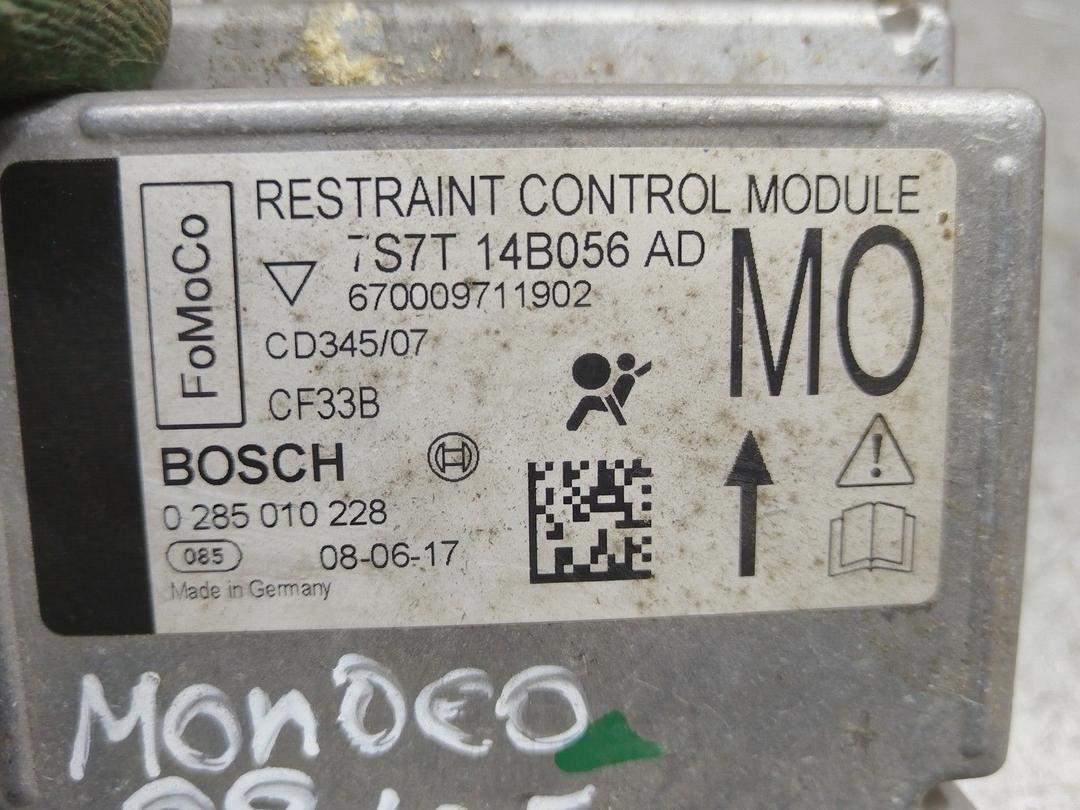 FoMoCo
RESTRAINT CONTROL MODULE
7S7T 14B056 AD
670009711902
MO
CD345/07
CF33B
BOSCH
0 285 010 228
085 08-06-17
Made in Germany
MONDEO